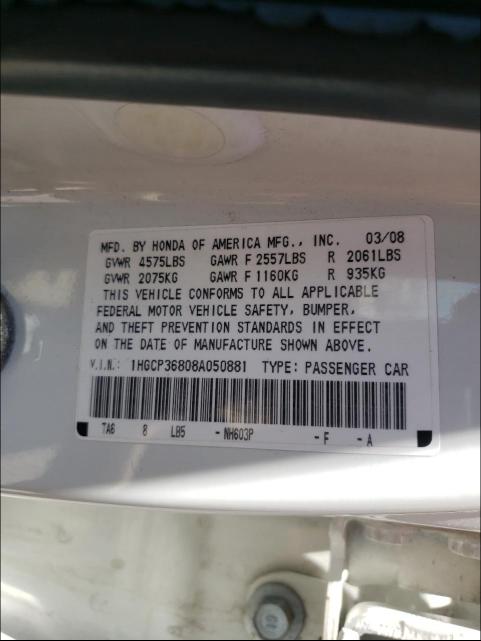 MFD. BY HONDA OF AMERICA MFG., INC. 03/08
GVWR 4575LBS GAWR F 2557LBS R 2061LBS
GVWR 2075KG GAWR F 1160KG R 935KG
THIS VEHICLE CONFORMS TO ALL APPLICABLE
FEDERAL MOTOR VEHICLE SAFETY, BUMPER,
AND THEFT PREVENTION STANDARDS IN EFFECT
ON THE DATE OF MANUFACTURE SHOWN ABOVE.
V.I.N.: 1HGCP36808A050881 TYPE: PASSENGER CAR
TA6 8 LB5 - NH603P - F - A